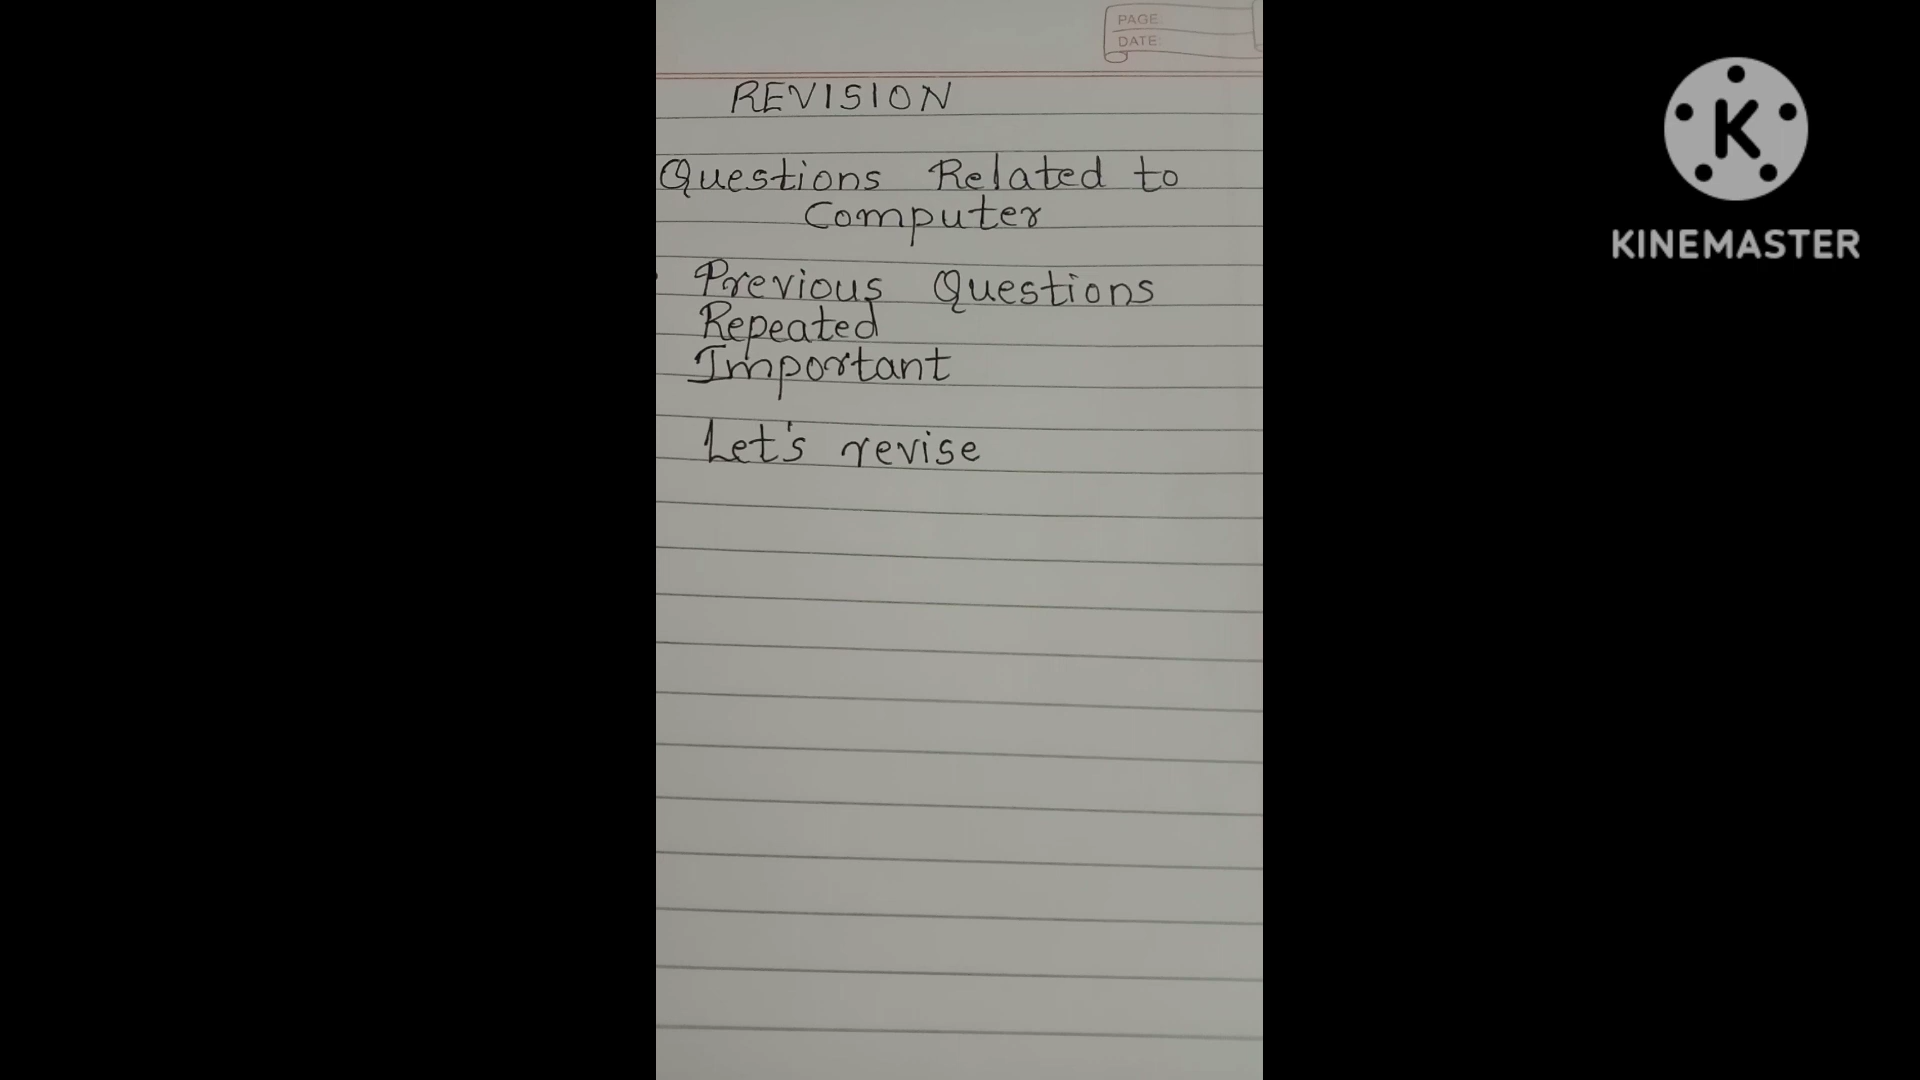 PAGE
DATE
REVISION
Questions Related to
Computer
Previous Questions
Repeated
Important
Let's revise
K
KINEMASTER